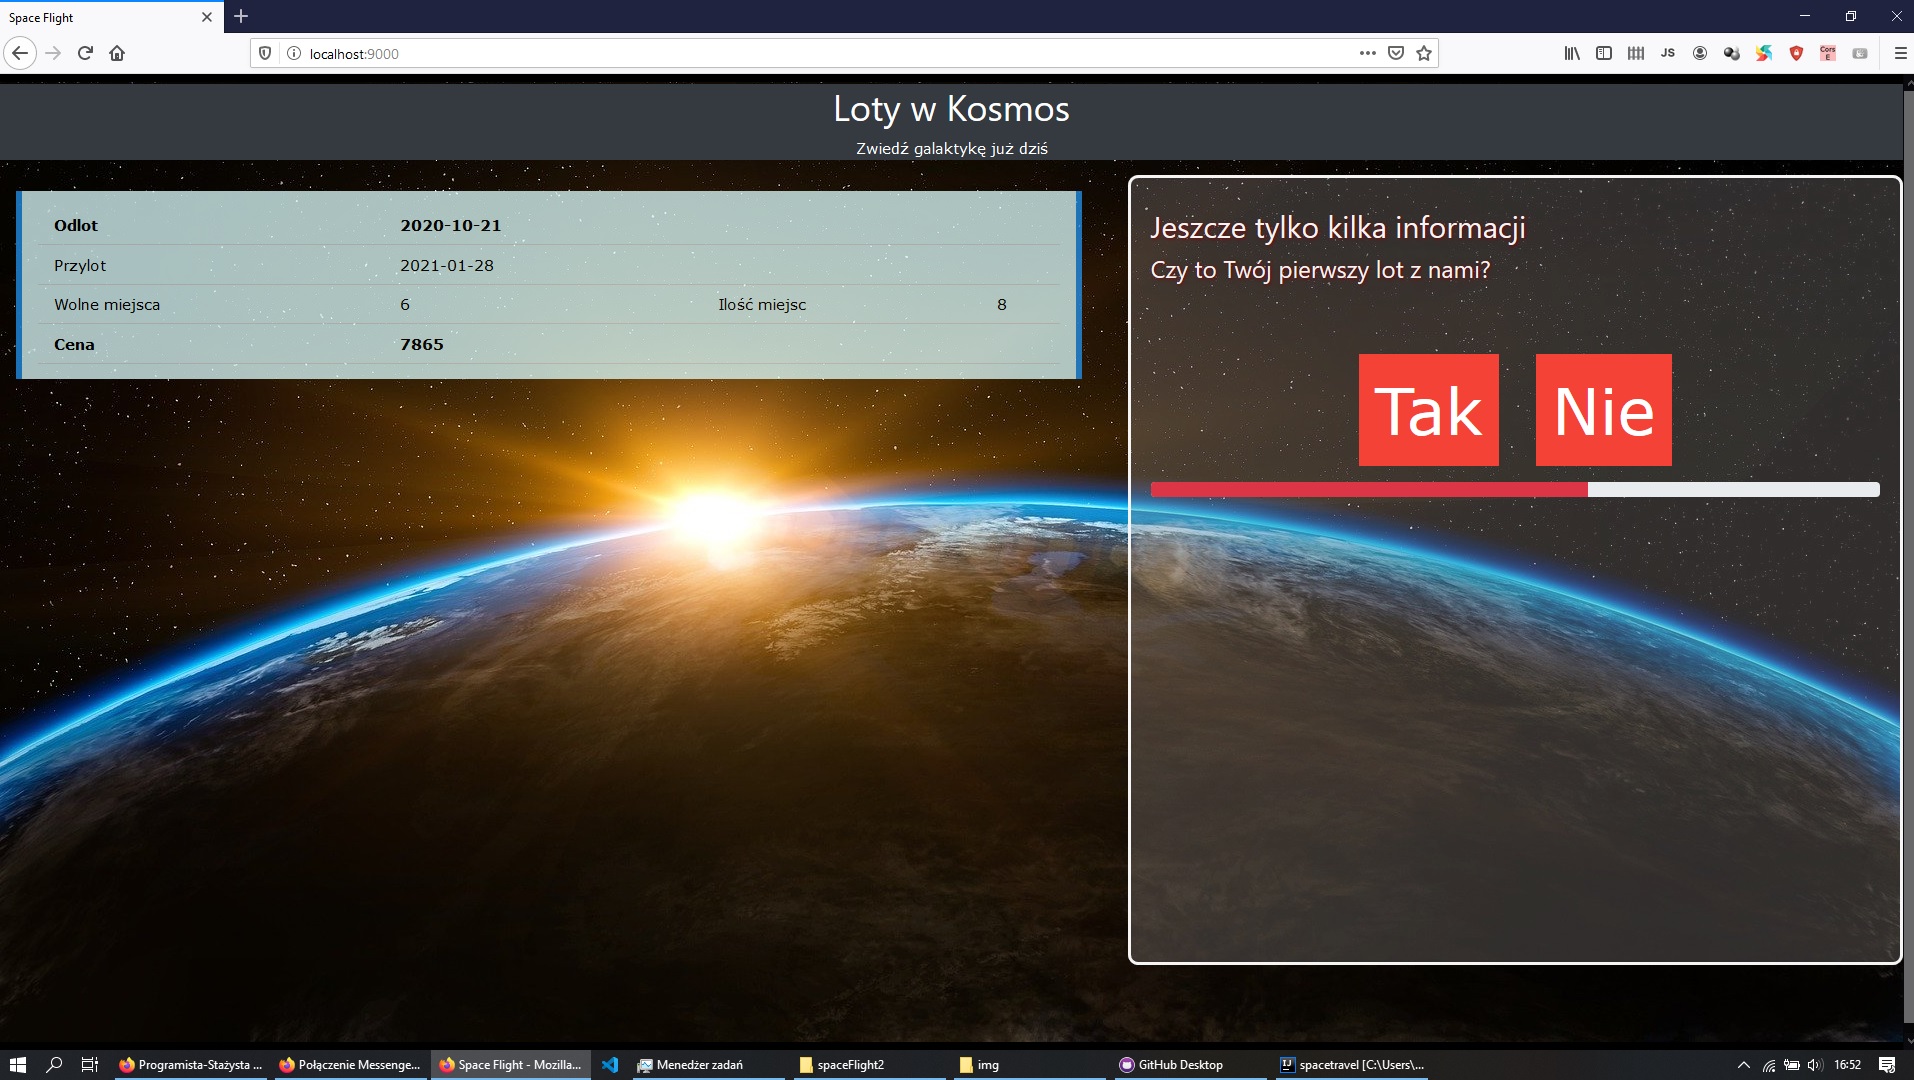 Space Flight
localhost:9000
JS
Loty w Kosmos
Zwiedź galaktykę już dziś
Odlot 2020-10-21
Przylot 2021-01-28
Wolne miejsca 6 Ilość miejsc 8
Cena 7865
Jeszcze tylko kilka informacji
Czy to Twój pierwszy lot z nami?
Tak Nie
Programista-Stażysta ... Połączenie Messenge... Space Flight - Mozilla... Menedżer zadań spaceFlight2 img GitHub Desktop spacetravel [C:\Users\... 16:52